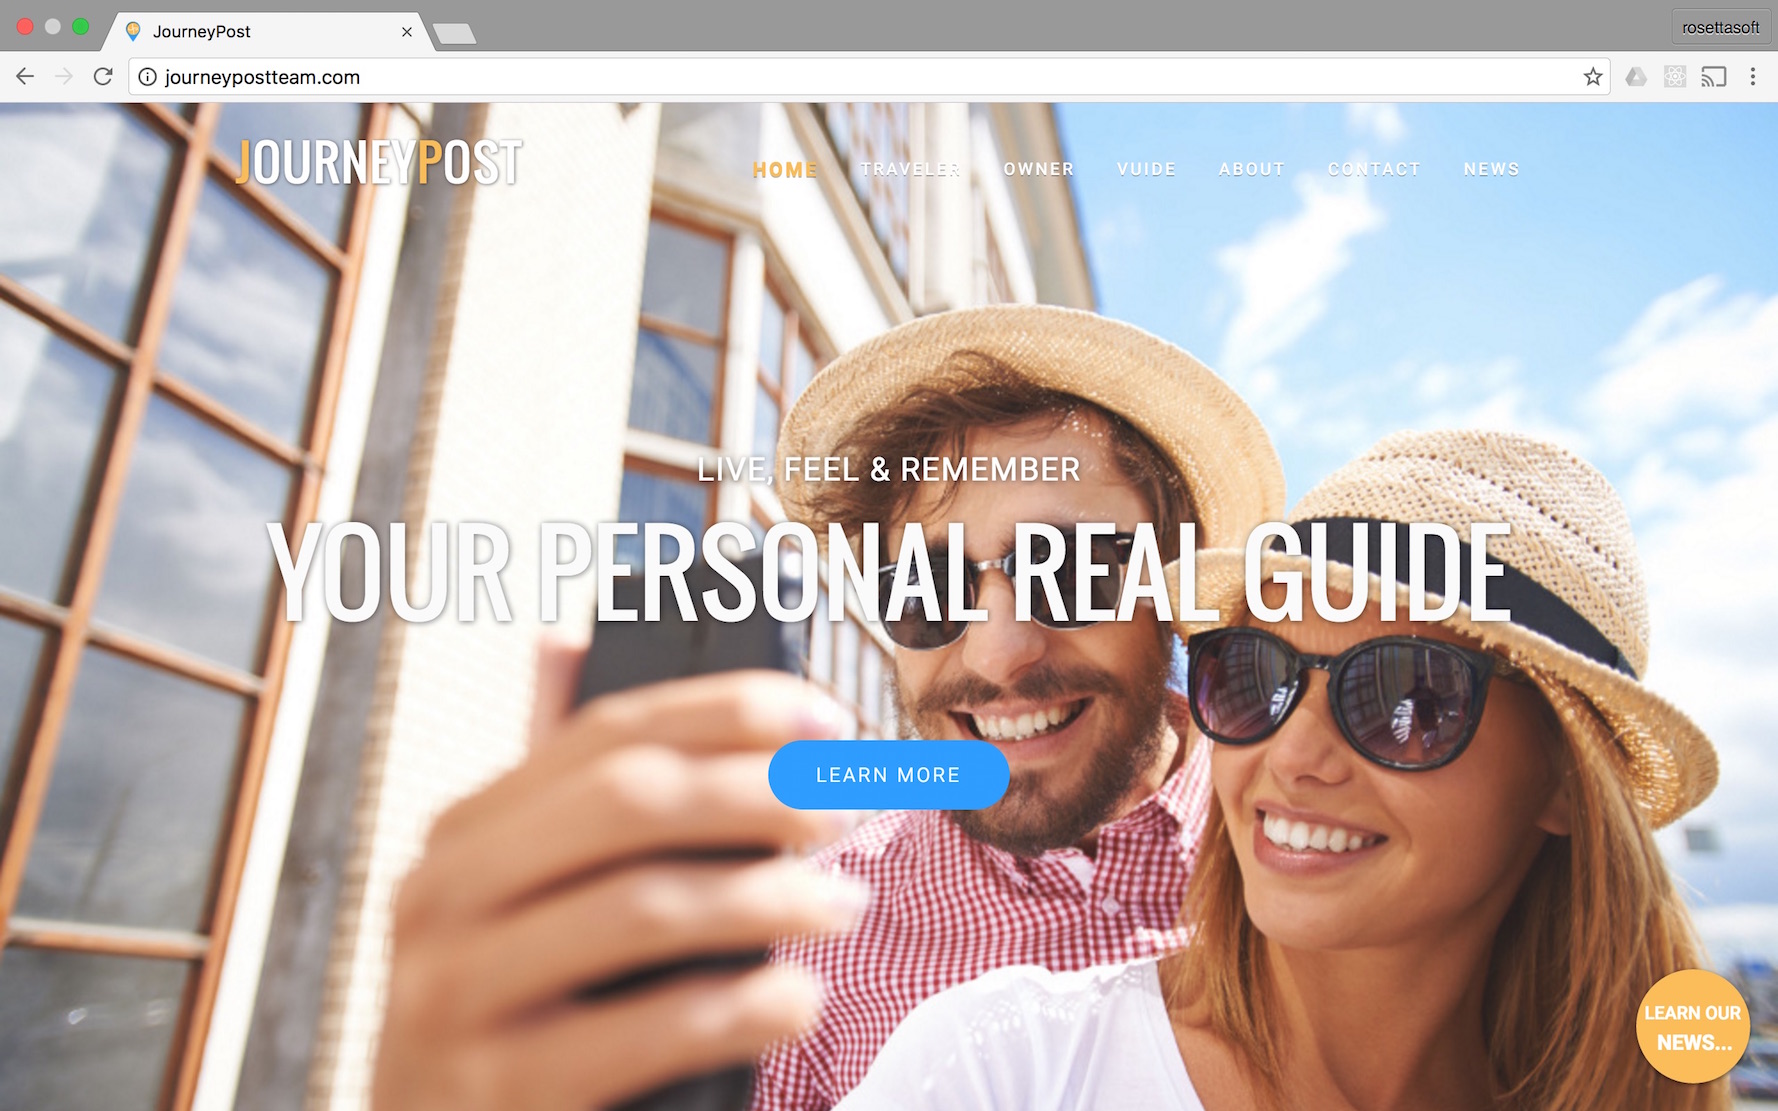 JourneyPost
rosettasoft
journeypostteam.com
JOURNEYPOST
HOME TRAVELER OWNER VUIDE ABOUT CONTACT NEWS
LIVE, FEEL & REMEMBER
YOUR PERSONAL REAL GUIDE
LEARN MORE
LEARN OUR
NEWS...